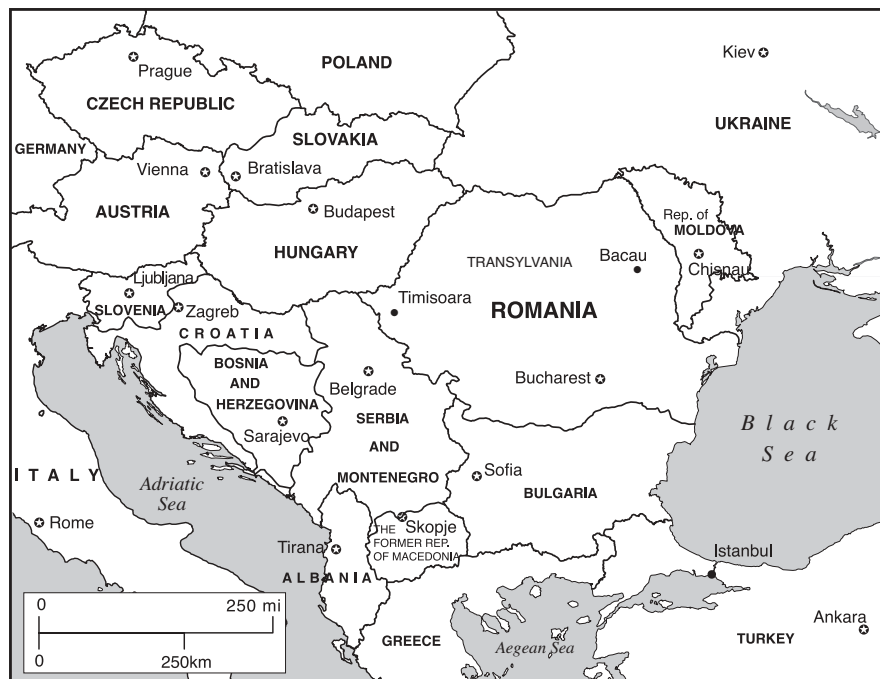 POLAND
Kiev
Prague
CZECH REPUBLIC
UKRAINE
SLOVAKIA
GERMANY
Vienna
Bratislava
AUSTRIA
Budapest
Rep. of
MOLDOVA
HUNGARY
TRANSYLVANIA
Bacau
Chisnau
Ljubljana
SLOVENIA
Zagreb
Timisoara
ROMANIA
CROATIA
BOSNIA
AND
HERZEGOVINA
Sarajevo
Belgrade
SERBIA
AND
MONTENEGRO
Bucharest
Black
Sea
ITALY
Adriatic
Sea
Sofia
BULGARIA
Rome
Tirana
Skopje
THE
FORMER REP.
OF MACEDONIA
ALBANIA
Istanbul
0 250 mi
0 250km
GREECE
Aegean Sea
Ankara
TURKEY